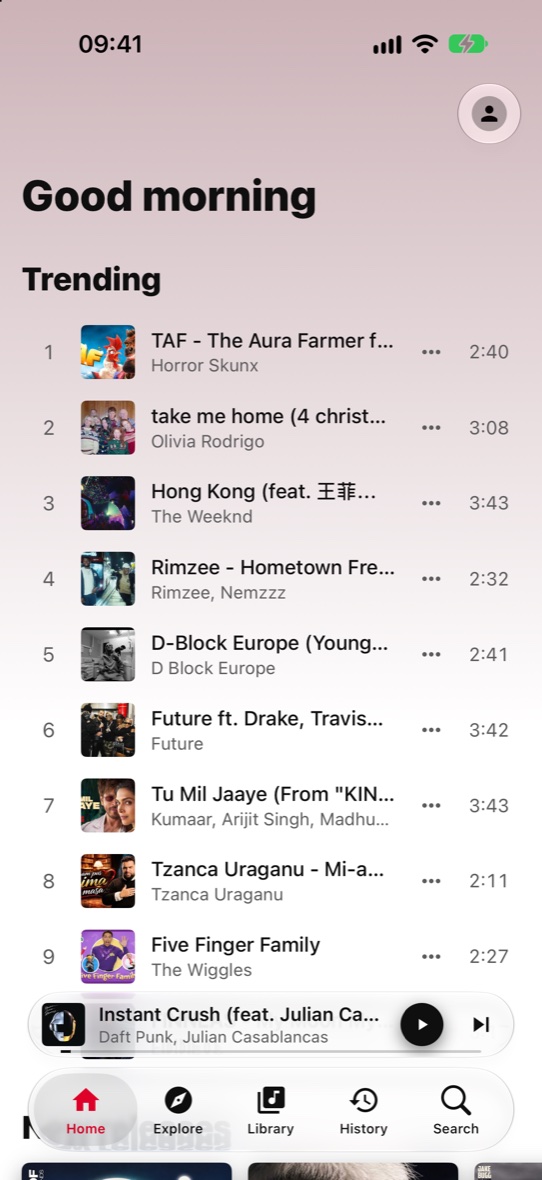 09:41
Good morning
Trending
1
TAF - The Aura Farmer f...
Horror Skunx
2:40
2
take me home (4 christ...
Olivia Rodrigo
3:08
3
Hong Kong (feat. 王菲...
The Weeknd
3:43
4
Rimzee - Hometown Fre...
Rimzee, Nemzzz
2:32
5
D-Block Europe (Young...
D Block Europe
2:41
6
Future ft. Drake, Travis...
Future
3:42
7
Tu Mil Jaaye (From "KIN...
Kumaar, Arijit Singh, Madhu...
3:43
8
Tzanca Uraganu - Mi-a...
Tzanca Uraganu
2:11
9
Five Finger Family
The Wiggles
2:27
Instant Crush (feat. Julian Ca...
Daft Punk, Julian Casablancas
Home
Explore
Library
History
Search